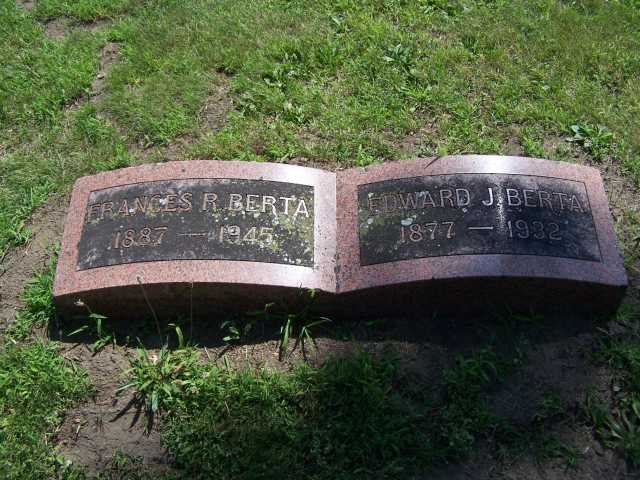 FRANCES R. BERTA
1887 — 1945
EDWARD J. BERTA
1877 — 1932